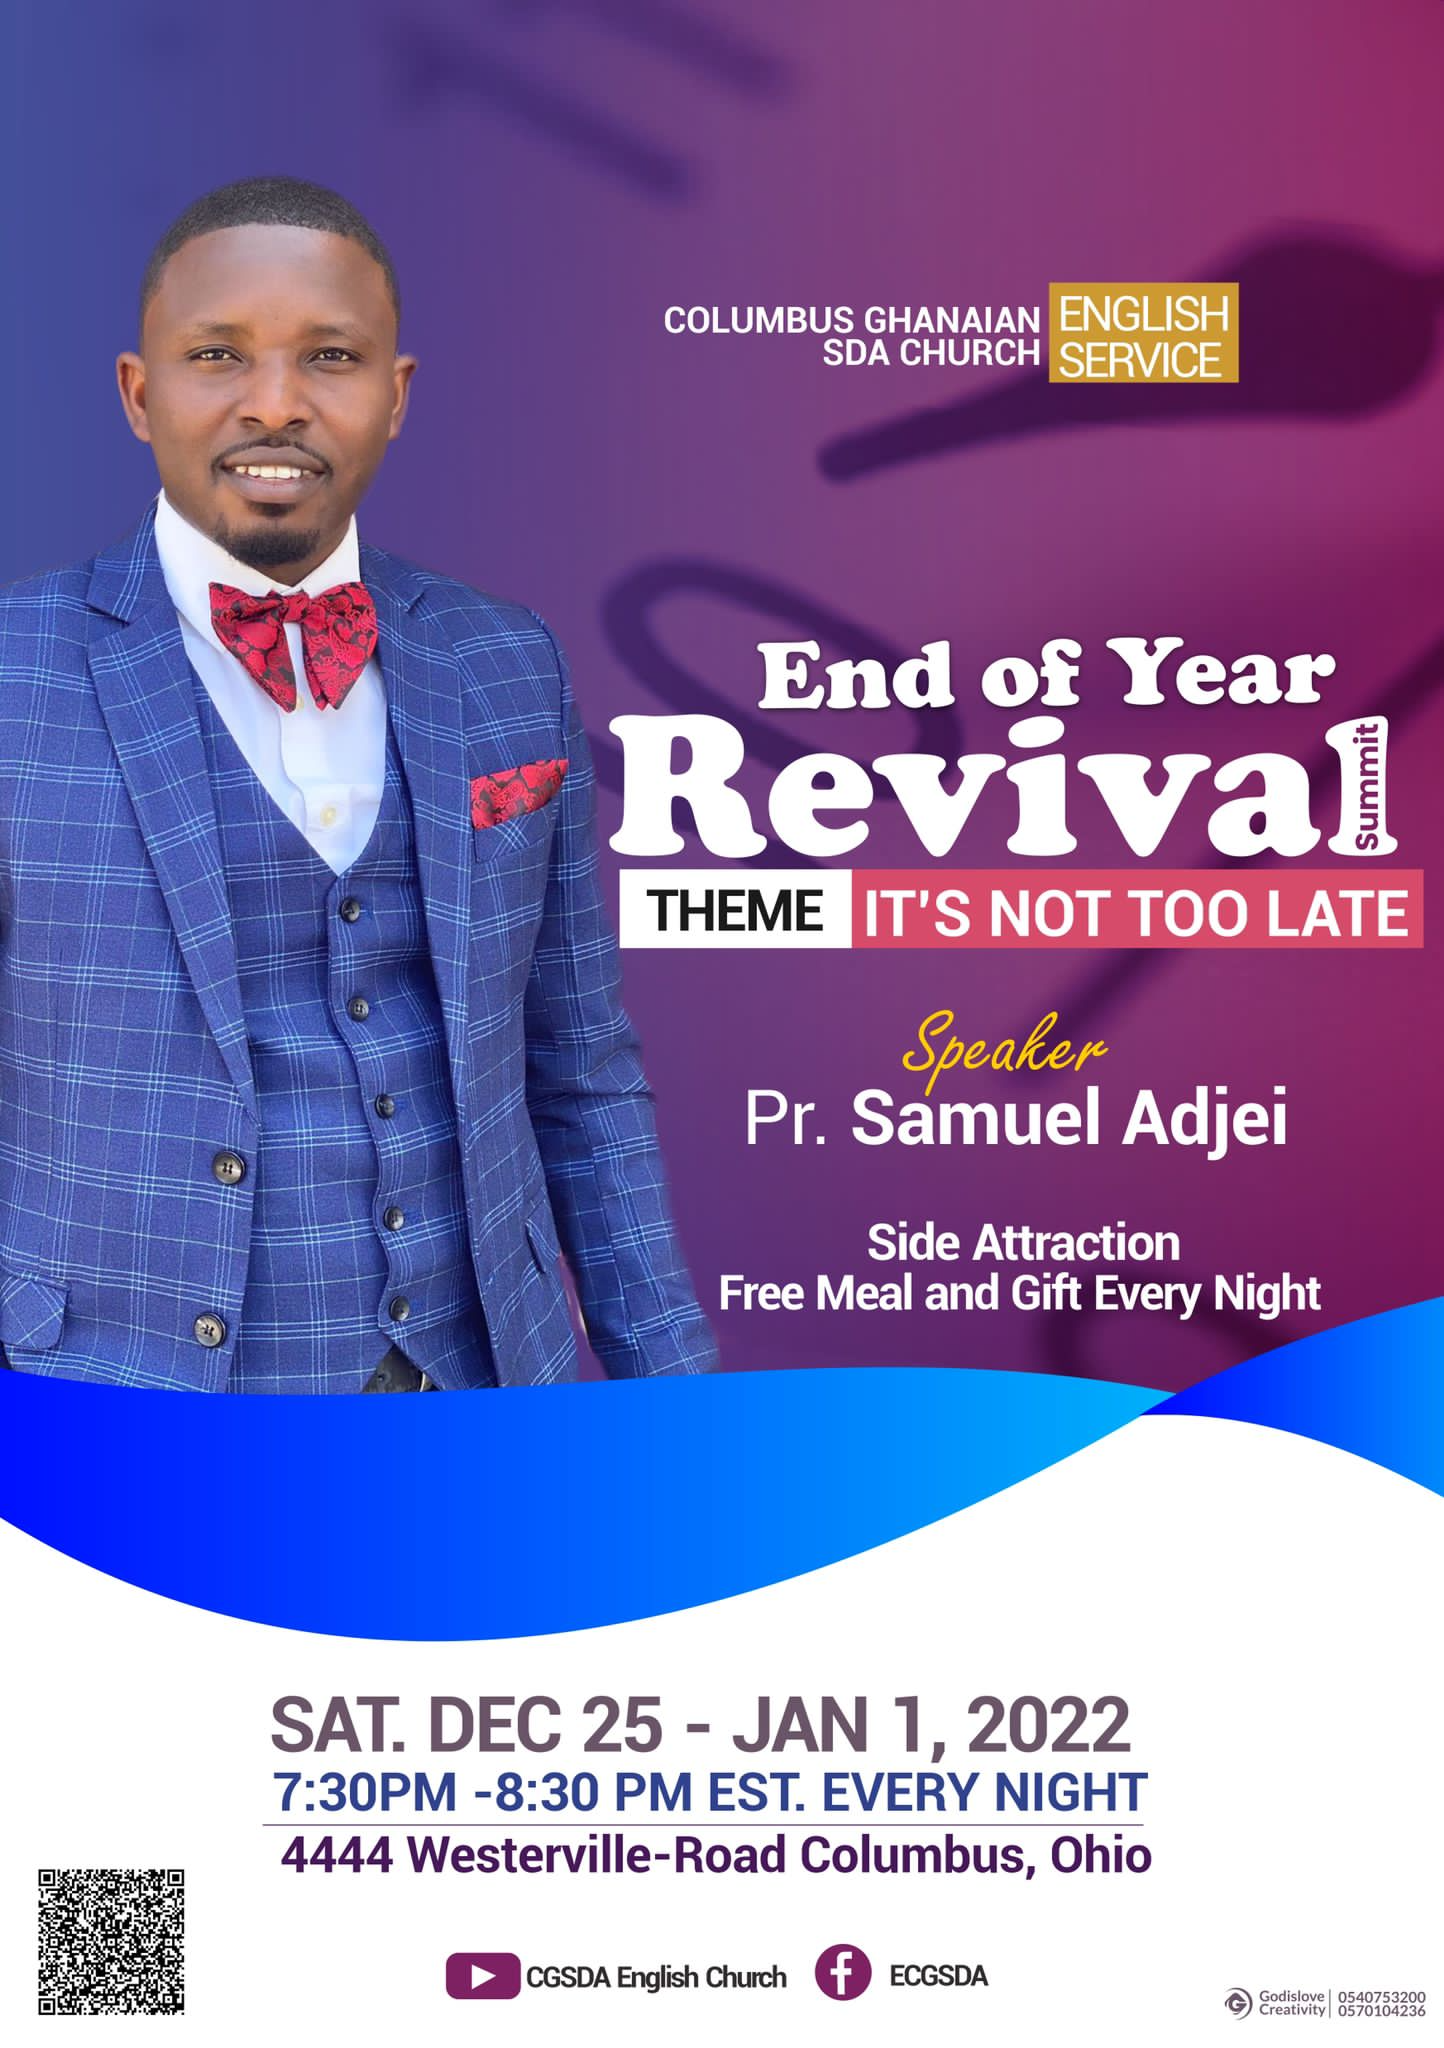 COLUMBUS GHANAIAN
SDA CHURCH
ENGLISH
SERVICE
End of Year
Revival
Summit
THEME IT'S NOT TOO LATE
Speaker
Pr. Samuel Adjei
Side Attraction
Free Meal and Gift Every Night
SAT. DEC 25 - JAN 1, 2022
7:30PM -8:30 PM EST. EVERY NIGHT
4444 Westerville-Road Columbus, Ohio
CGSDA English Church
ECGSDA
Godislove
Creativity
0540753200
0570104236